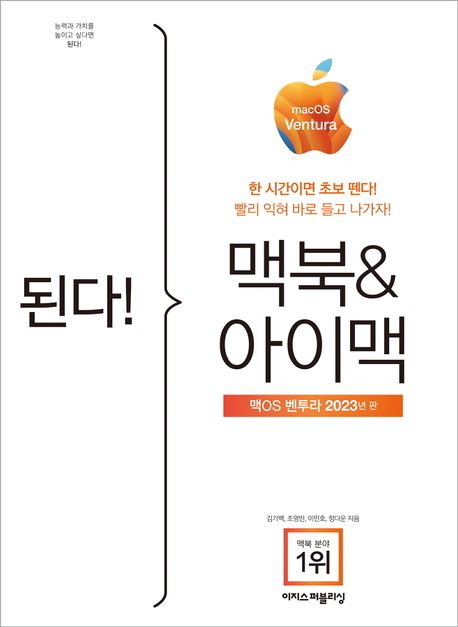 능력과 가치를
높이고 싶다면
된다!
macOS
Ventura
한 시간이면 초보 뗀다!
빨리 익혀 바로 들고 나가자!
된다!
맥북&
아이맥
맥OS 벤투라 2023년 판
김기백, 조영빈, 이민호, 정다운 지음
맥북 분야
1위
이지스 퍼블리싱